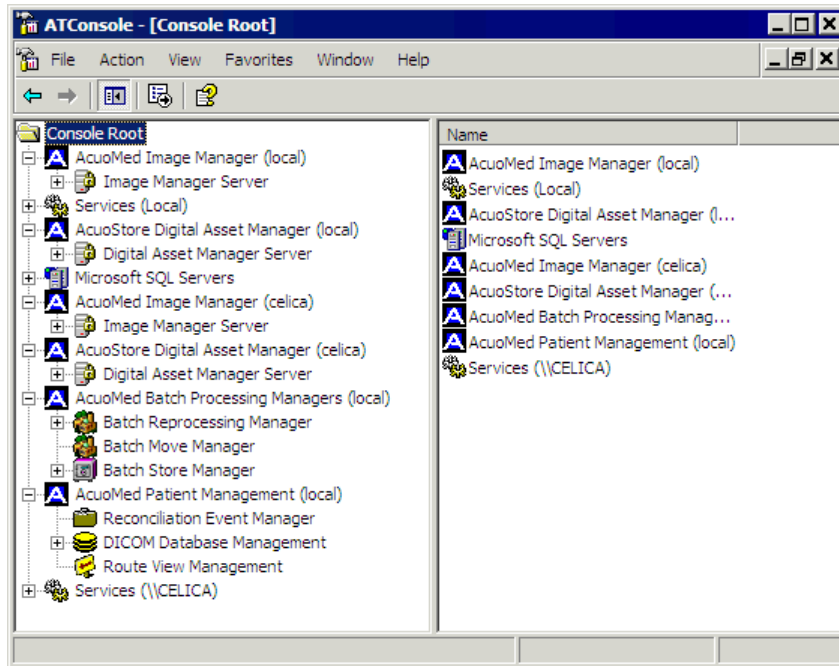 ATConsole - [Console Root]
File Action View Favorites Window Help
Console Root
AcuoMed Image Manager (local)
Image Manager Server
Services (Local)
AcuoStore Digital Asset Manager (local)
Digital Asset Manager Server
Microsoft SQL Servers
AcuoMed Image Manager (celica)
Image Manager Server
AcuoStore Digital Asset Manager (celica)
Digital Asset Manager Server
AcuoMed Batch Processing Managers (local)
Batch Reprocessing Manager
Batch Move Manager
Batch Store Manager
AcuoMed Patient Management (local)
Reconciliation Event Manager
DICOM Database Management
Route View Management
Services (\\CELICA)
Name
AcuoMed Image Manager (local)
Services (Local)
AcuoStore Digital Asset Manager (l...
Microsoft SQL Servers
AcuoMed Image Manager (celica)
AcuoStore Digital Asset Manager (...
AcuoMed Batch Processing Manag...
AcuoMed Patient Management (local)
Services (\\CELICA)